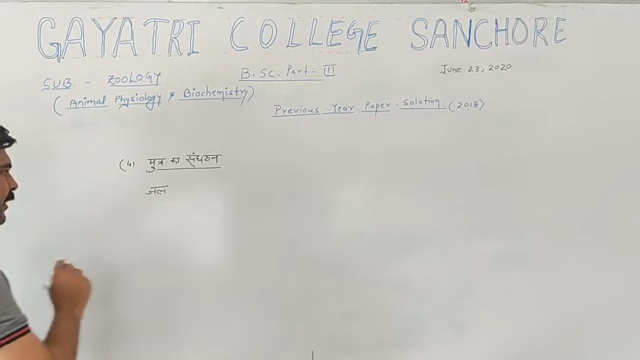 GAYATRI COLLEGE SANCHORE
SUB. - ZOOLOGY B.SC. Part - III June 23, 2020
( Animal Physiology & Biochemistry)
Previous - Year Paper - Solution (2018)
(4) मुत्र का संघठन
जल